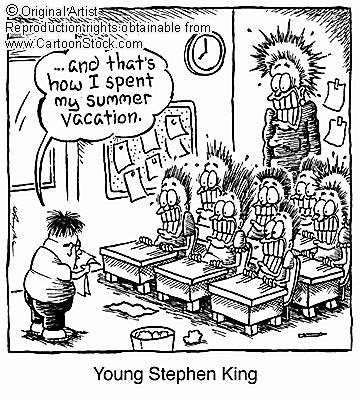 © Original Artist
Reproduction rights obtainable from
www.CartoonStock.com
... and that's
how I spent
my summer
vacation.
Young Stephen King